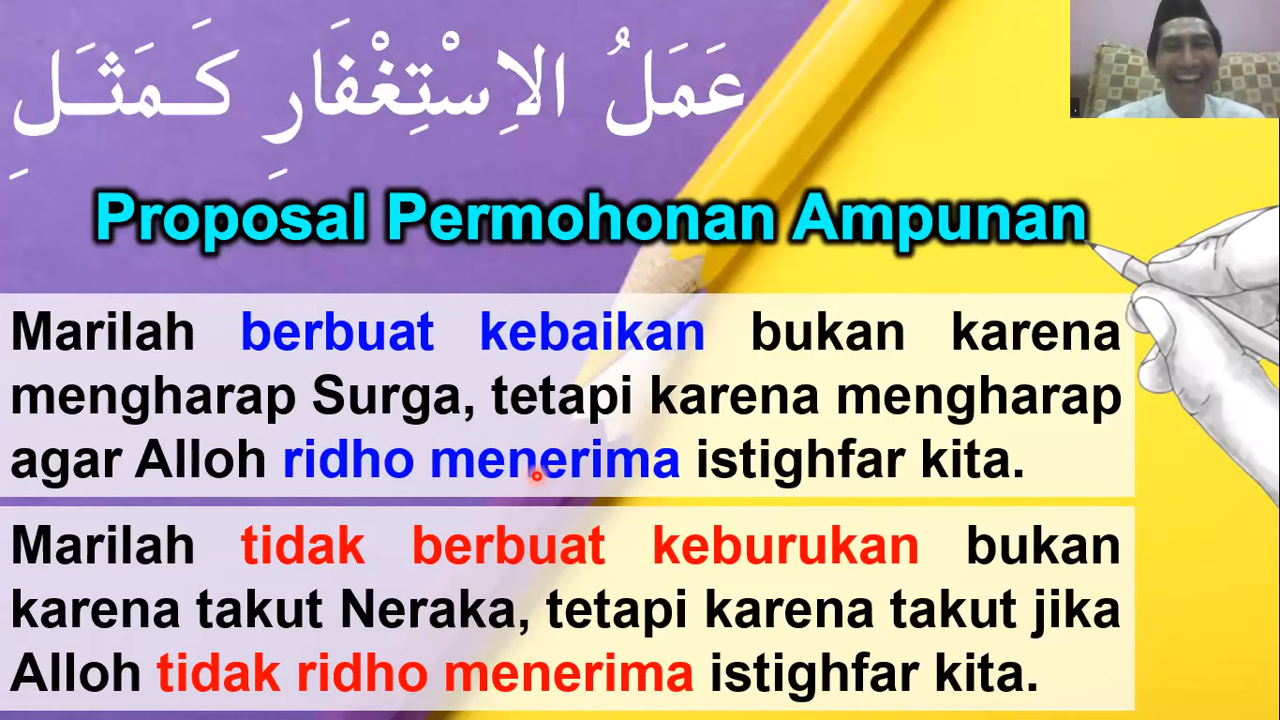 عَمَلُ الاِسْتِغْفَارِ كَـمَثَـلِ
Proposal Permohonan Ampunan
Marilah berbuat kebaikan bukan karena
mengharap Surga, tetapi karena mengharap
agar Alloh ridho menerima istighfar kita.
Marilah tidak berbuat keburukan bukan
karena takut Neraka, tetapi karena takut jika
Alloh tidak ridho menerima istighfar kita.